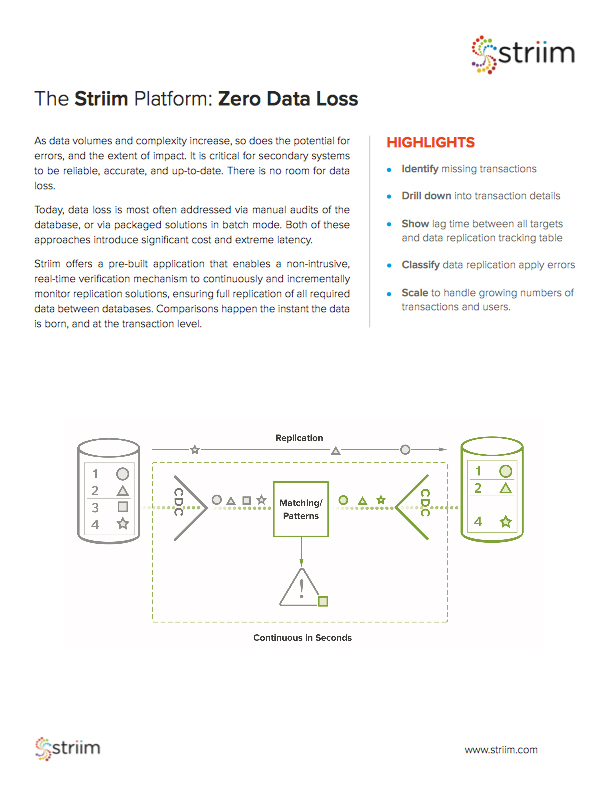 striim
The Striim Platform: Zero Data Loss
As data volumes and complexity increase, so does the potential for
errors, and the extent of impact. It is critical for secondary systems
to be reliable, accurate, and up-to-date. There is no room for data
loss.
Today, data loss is most often addressed via manual audits of the
database, or via packaged solutions in batch mode. Both of these
approaches introduce significant cost and extreme latency.
Striim offers a pre-built application that enables a non-intrusive,
real-time verification mechanism to continuously and incrementally
monitor replication solutions, ensuring full replication of all required
data between databases. Comparisons happen the instant the data
is born, and at the transaction level.
HIGHLIGHTS
• Identify missing transactions
• Drill down into transaction details
• Show lag time between all targets
and data replication tracking table
• Classify data replication apply errors
• Scale to handle growing numbers of
transactions and users.
Replication
1
2
3
4
CDC
Matching/
Patterns
CDC
1
2
4
!
Continuous in Seconds
striim
www.striim.com